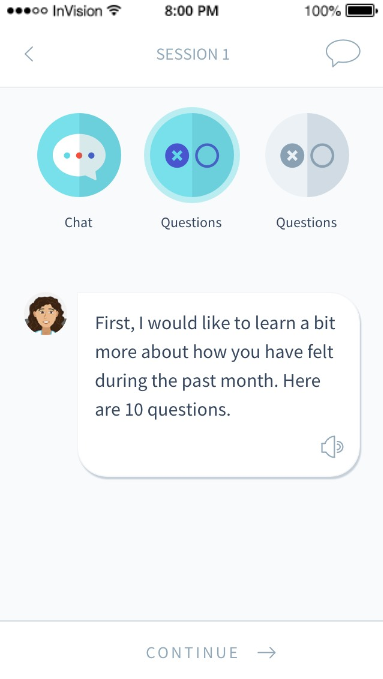 InVision 8:00 PM 100%
SESSION 1
Chat Questions Questions
First, I would like to learn a bit
more about how you have felt
during the past month. Here
are 10 questions.
CONTINUE